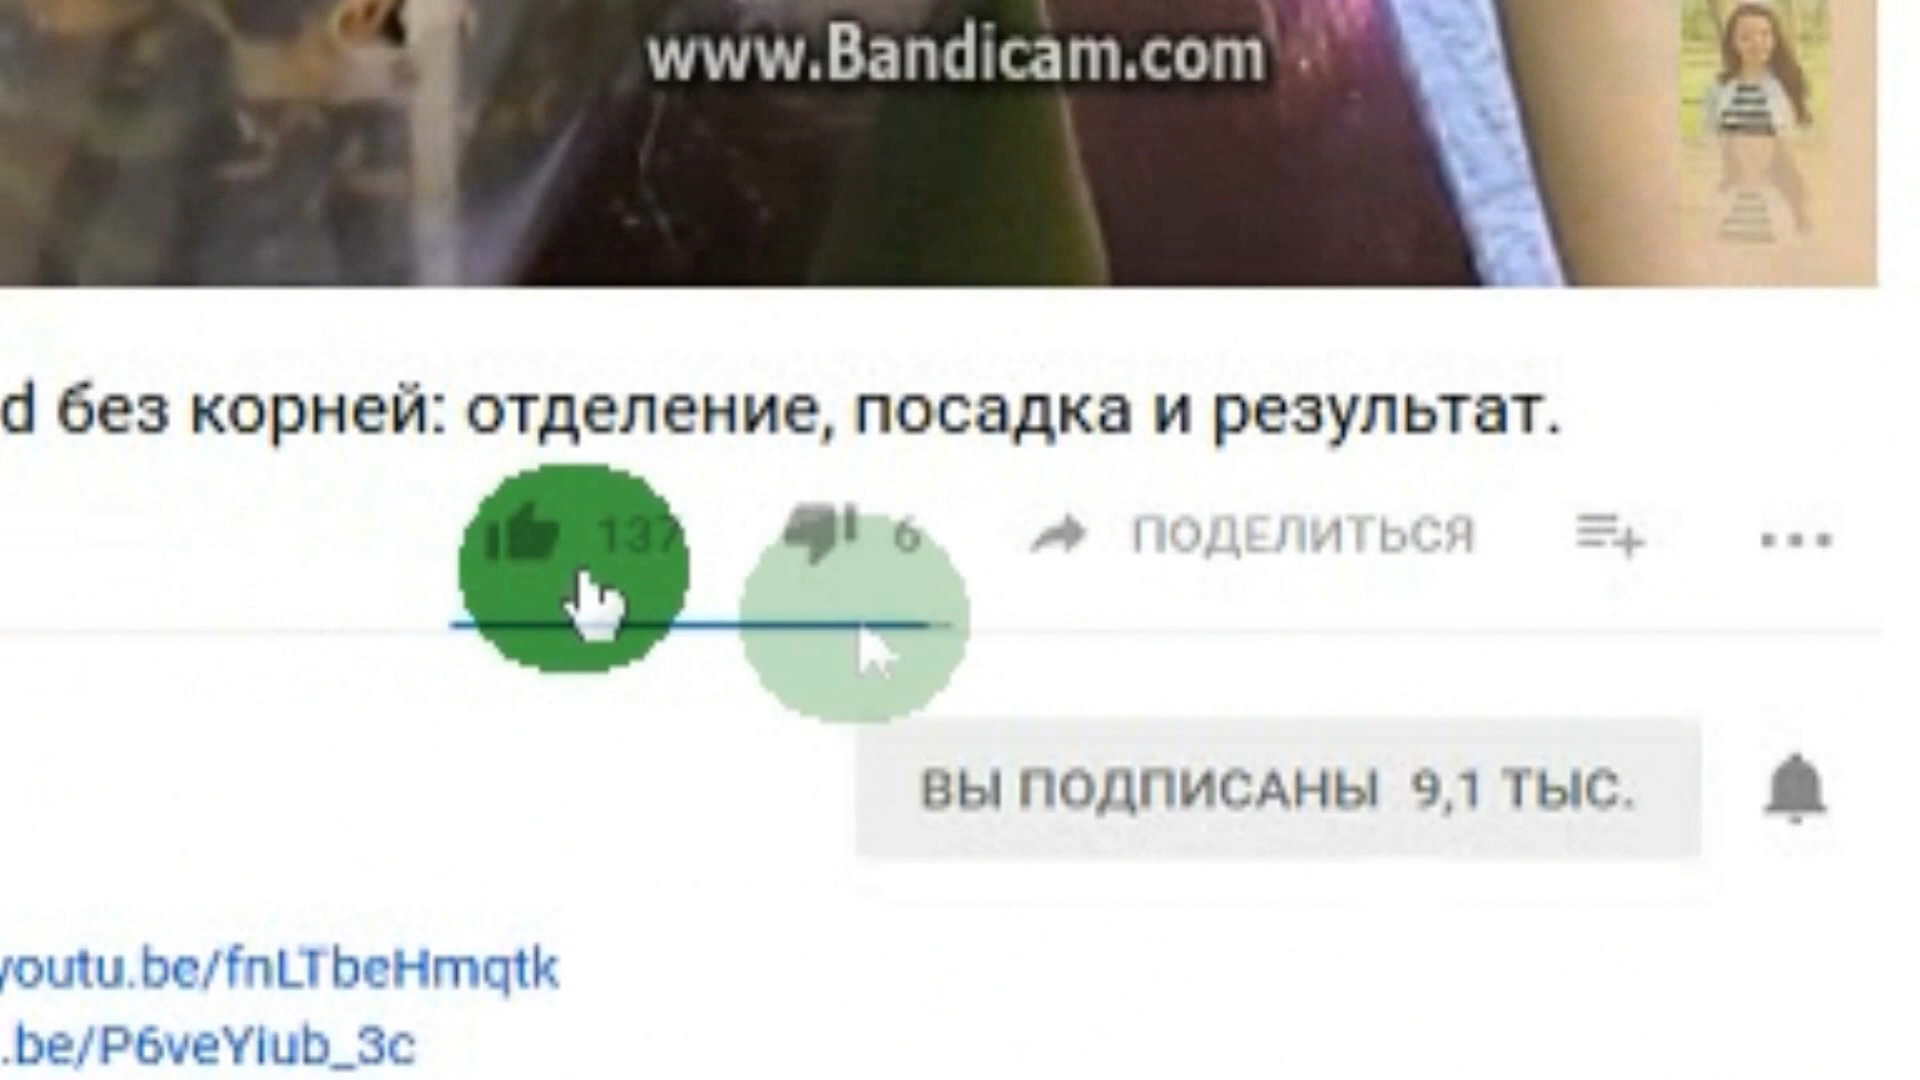 www.Bandicam.com
d без корней: отделение, посадка и результат.
137 6 ПОДЕЛИТЬСЯ
ВЫ ПОДПИСАНЫ 9,1 ТЫС.
youtu.be/fnLTbeHmqtk
.be/P6veYiub_3c